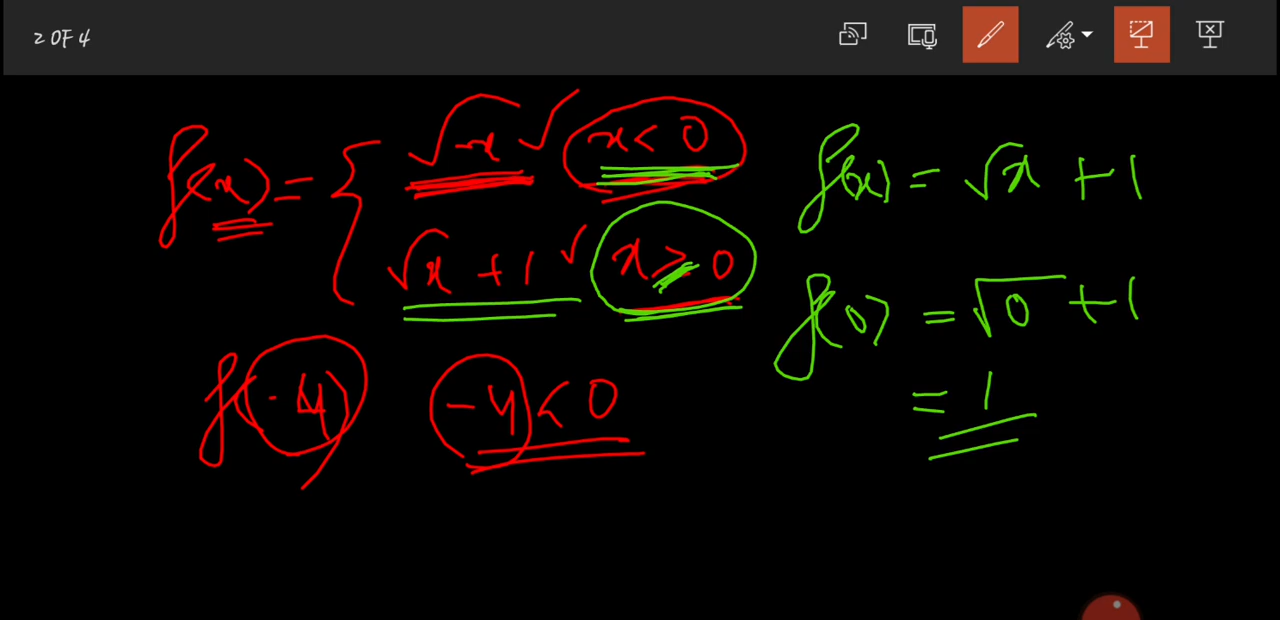 2 OF 4
f(x) = { √-x √ x < 0
√x + 1 √ x ≥ 0
f(-4) -4 < 0
f(x) = √x + 1
f(0) = √0 + 1
= 1